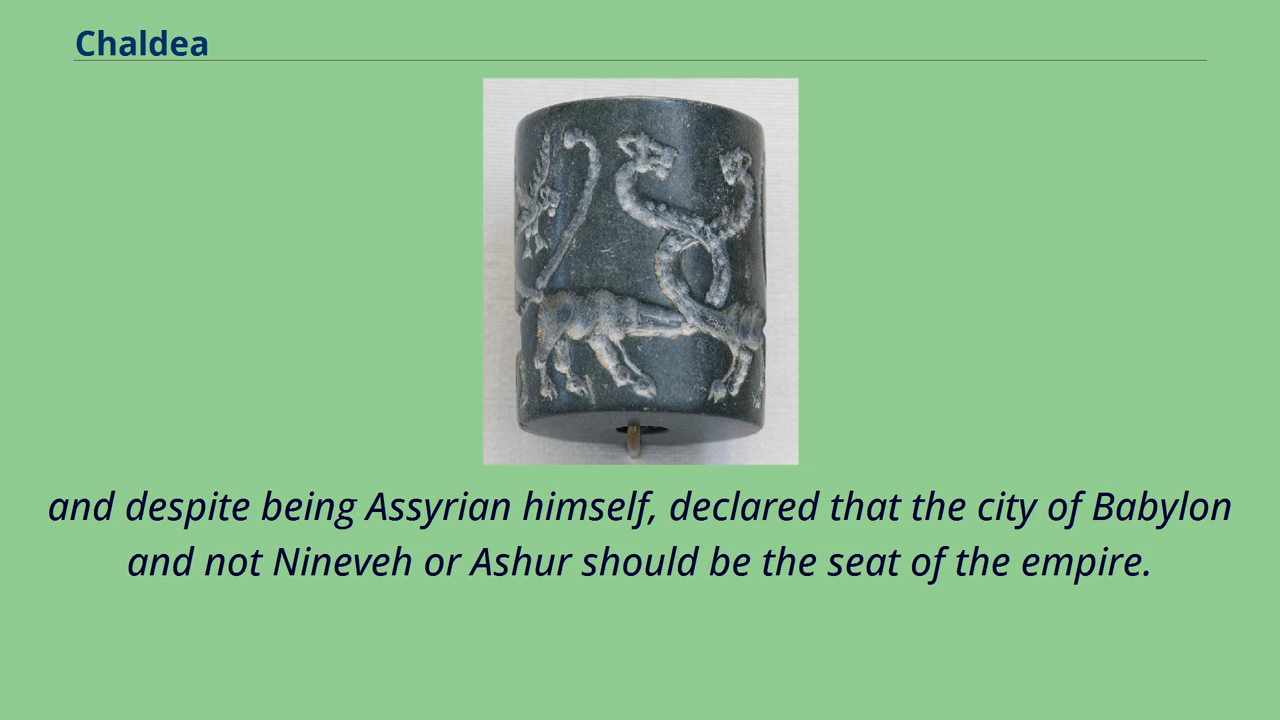 Chaldea
and despite being Assyrian himself, declared that the city of Babylon
and not Nineveh or Ashur should be the seat of the empire.